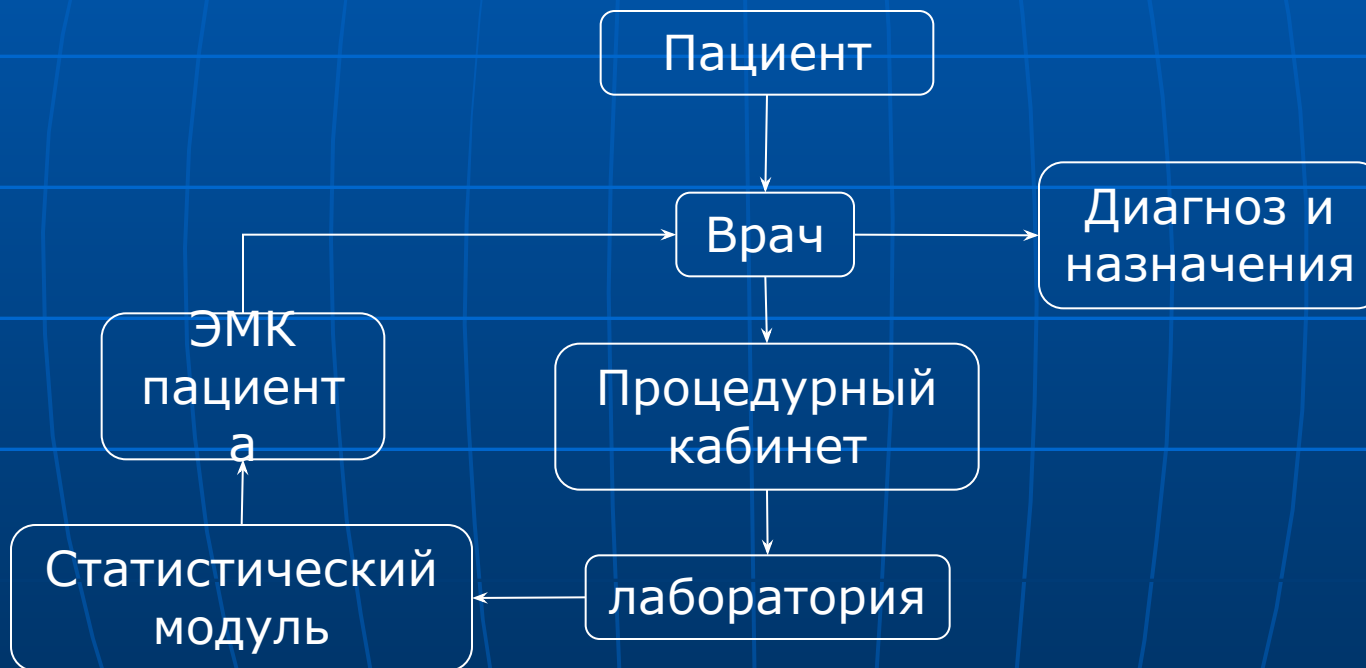 Пациент
Врач
Диагноз и
назначения
ЭМК
пациент
а
Процедурный
кабинет
Статистический
модуль
лаборатория